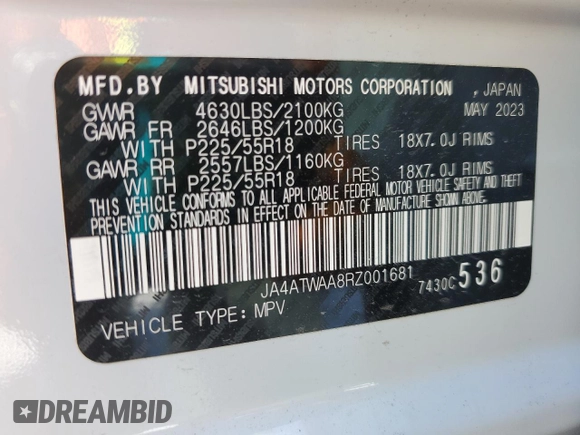 MFD.BY MITSUBISHI MOTORS CORPORATION , JAPAN
GVWR 4630LBS/2100KG MAY 2023
GAWR FR 2646LBS/1200KG
WITH P225/55R18 TIRES 18X7.0J RIMS
GAWR RR 2557LBS/1160KG
WITH P225/55R18 TIRES 18X7.0J RIMS
THIS VEHICLE CONFORMS TO ALL APPLICABLE FEDERAL MOTOR VEHICLE SAFETY AND THEFT
PREVENTION STANDARDS IN EFFECT ON THE DATE OF MANUFACTURE SHOWN ABOVE.
JA4ATWAA8RZ001681 7430C536
VEHICLE TYPE:MPV
DREAMBID